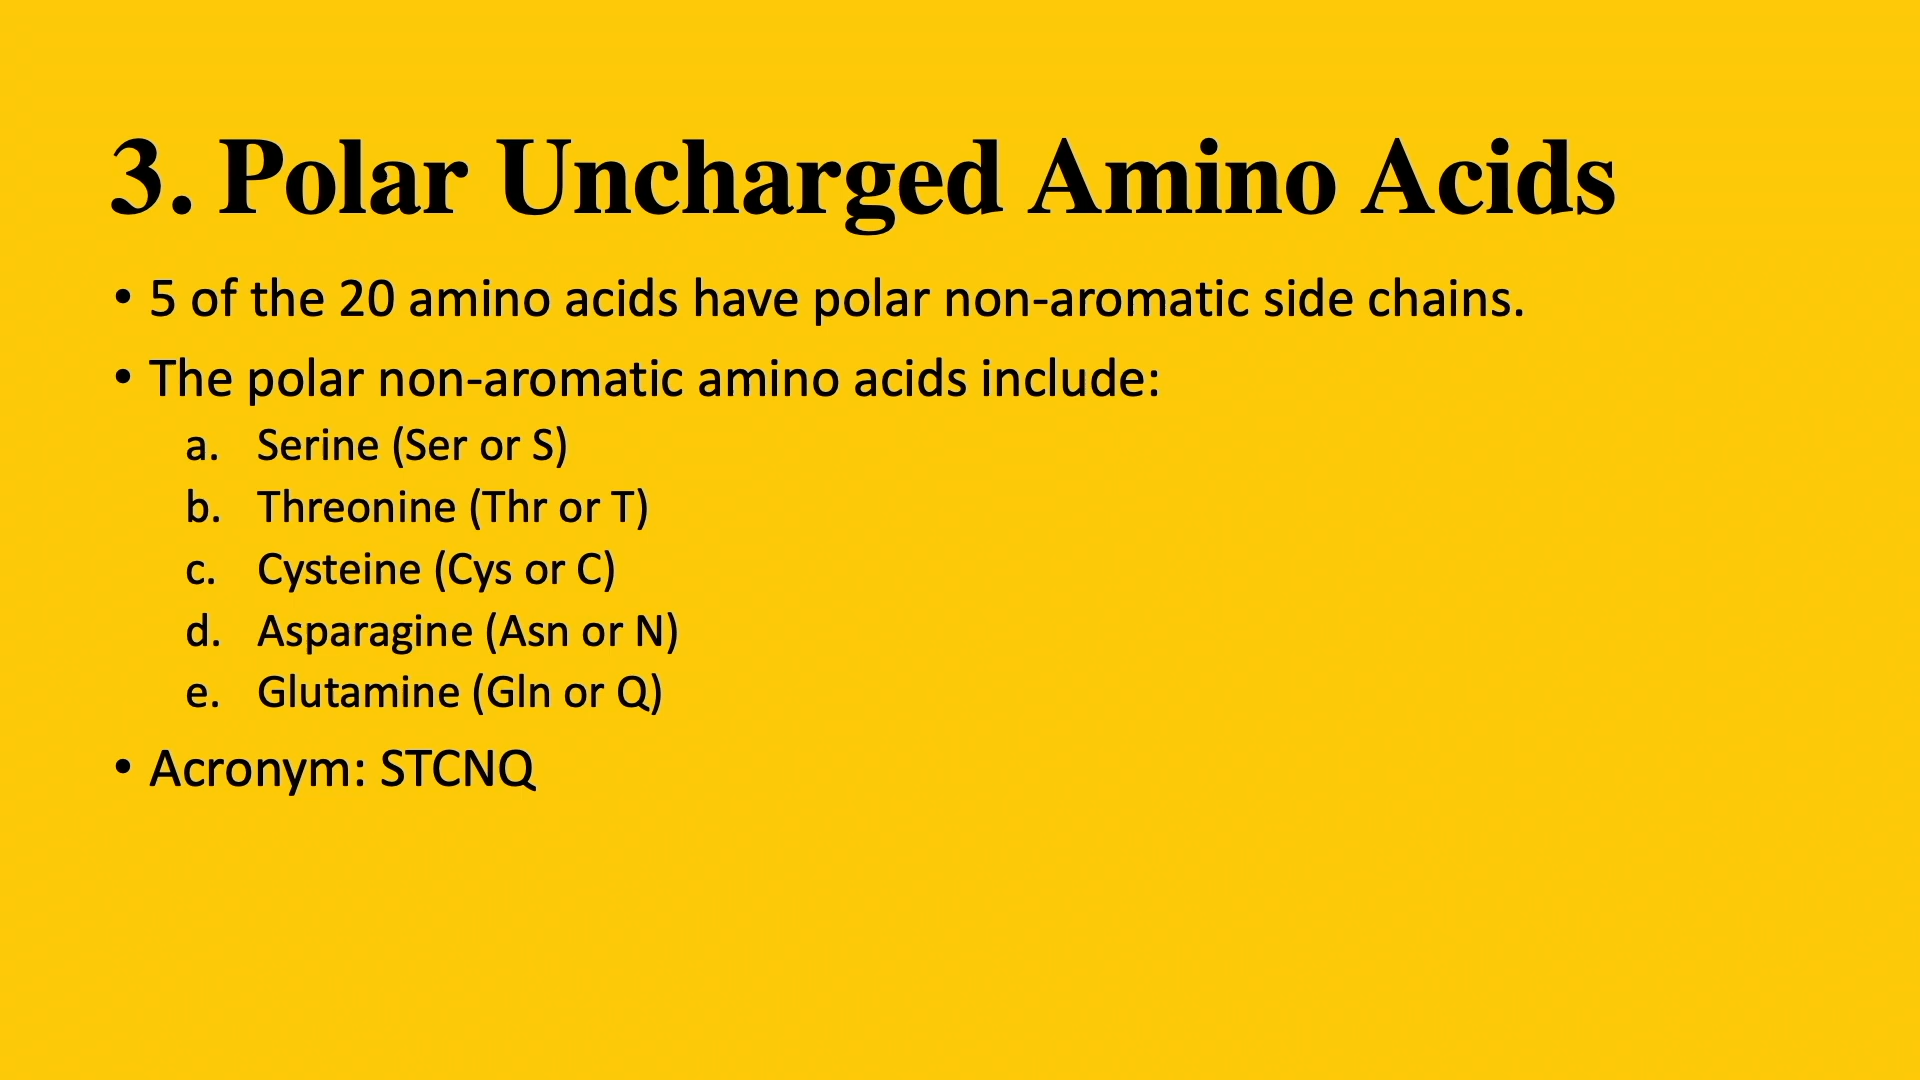 3. Polar Uncharged Amino Acids
• 5 of the 20 amino acids have polar non-aromatic side chains.
• The polar non-aromatic amino acids include:
a. Serine (Ser or S)
b. Threonine (Thr or T)
c. Cysteine (Cys or C)
d. Asparagine (Asn or N)
e. Glutamine (Gln or Q)
• Acronym: STCNQ